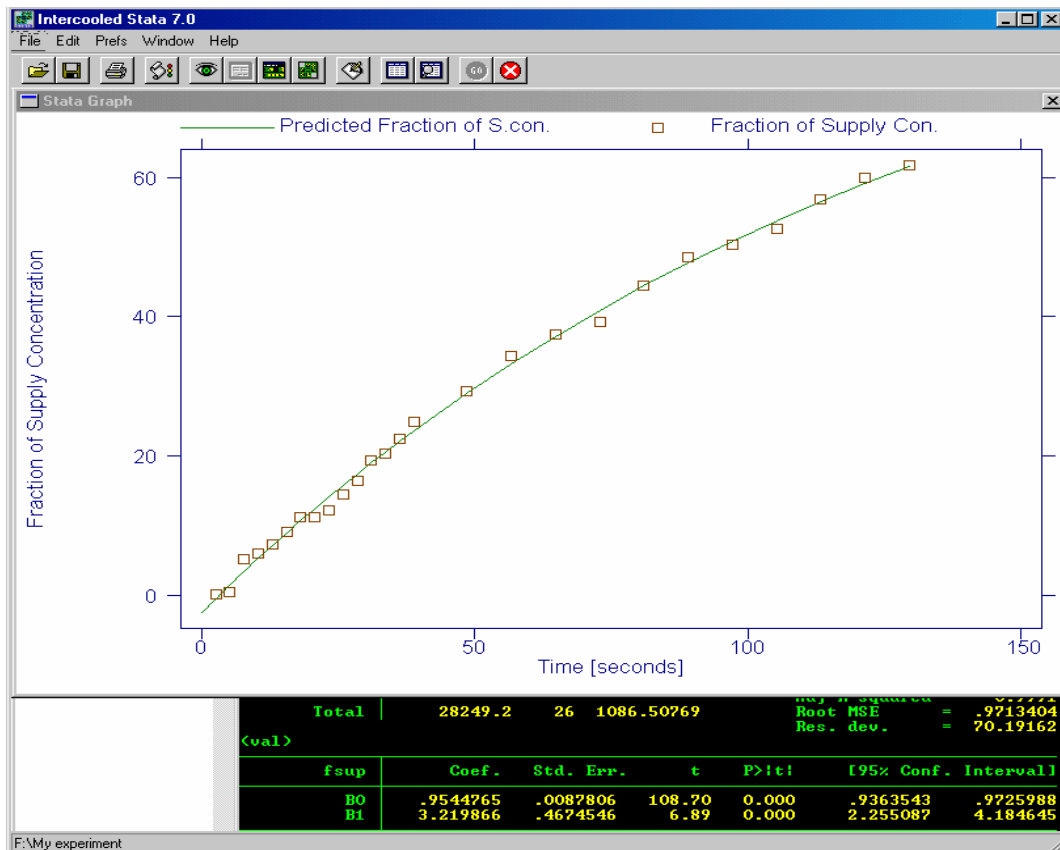 Intercooled Stata 7.0
File Edit Prefs Window Help
GO
Stata Graph
Predicted Fraction of S.con. Fraction of Supply Con.
Fraction of Supply Concentration
60
40
20
0
0 50 100 150
Time [seconds]
Total 28249.2 26 1086.50769 Root MSE = .9713404
Res. dev. = 70.19162
(val)
fsup Coef. Std. Err. t P>|t| [95% Conf. Interval]
B0 .9544765 .0087806 108.70 0.000 .9363543 .9725988
B1 3.219866 .4674546 6.89 0.000 2.255087 4.184645
F:\My experiment